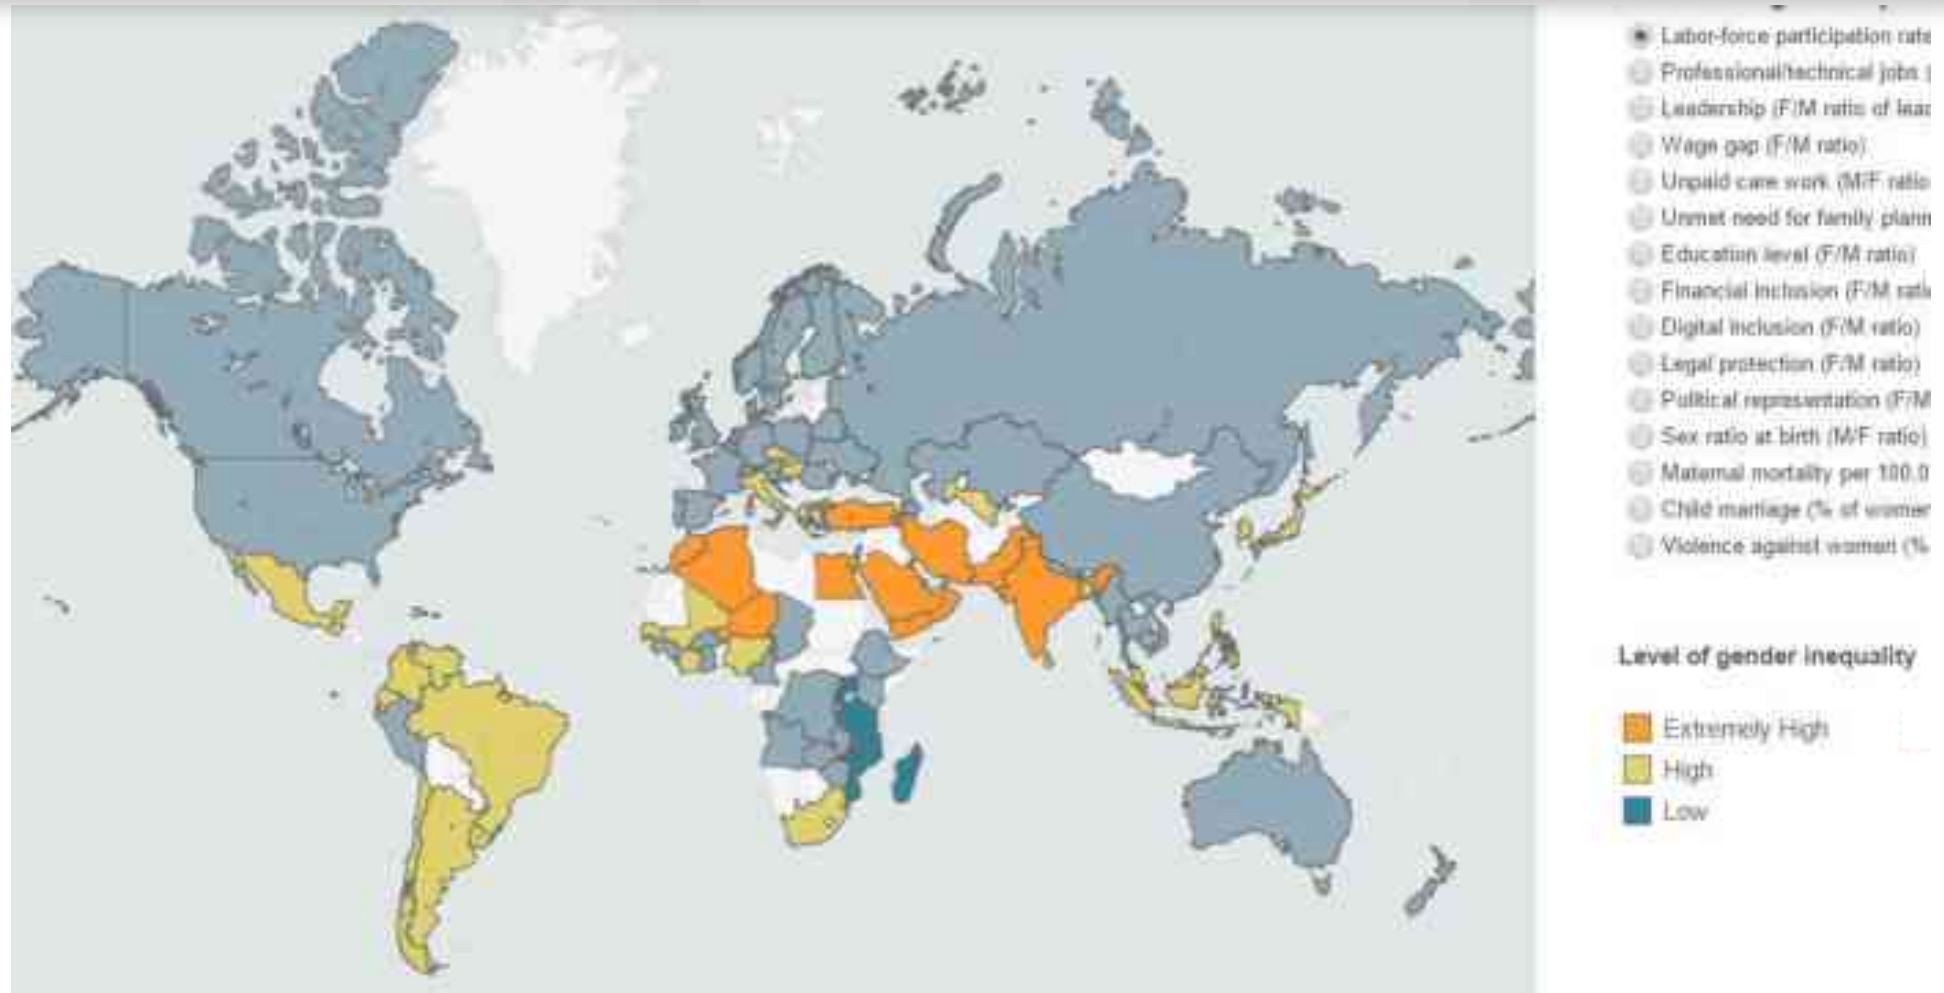 Labor-force participation rate
Professional/technical jobs
Leadership (F/M ratio of lead
Wage gap (F/M ratio)
Unpaid care work (M/F ratio
Unmet need for family plann
Education level (F/M ratio)
Financial inclusion (F/M ratio
Digital inclusion (F/M ratio)
Legal protection (F/M ratio)
Political representation (F/M
Sex ratio at birth (M/F ratio)
Maternal mortality per 100.0
Child marriage (% of women
Violence against women (%
Level of gender inequality
Extremely High
High
Low